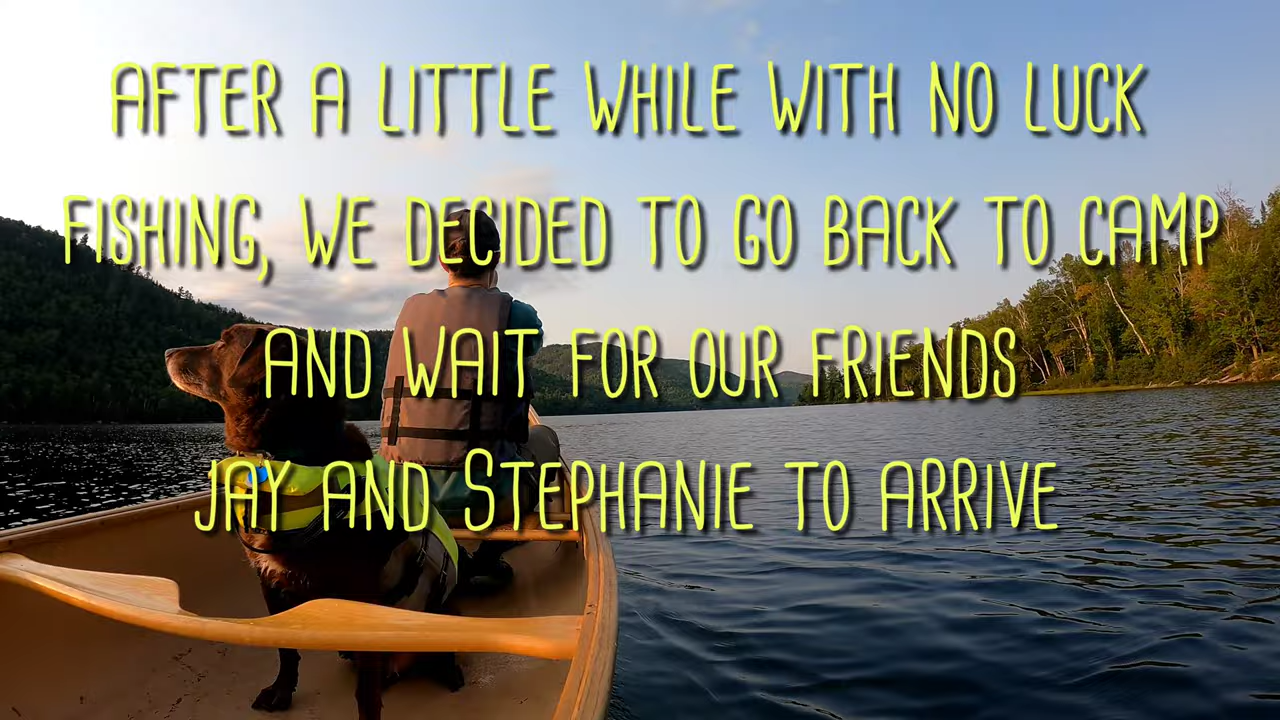 AFTER A LITTLE WHILE WITH NO LUCK
FISHING, WE DECIDED TO GO BACK TO CAMP
AND WAIT FOR OUR FRIENDS
JAY AND STEPHANIE TO ARRIVE